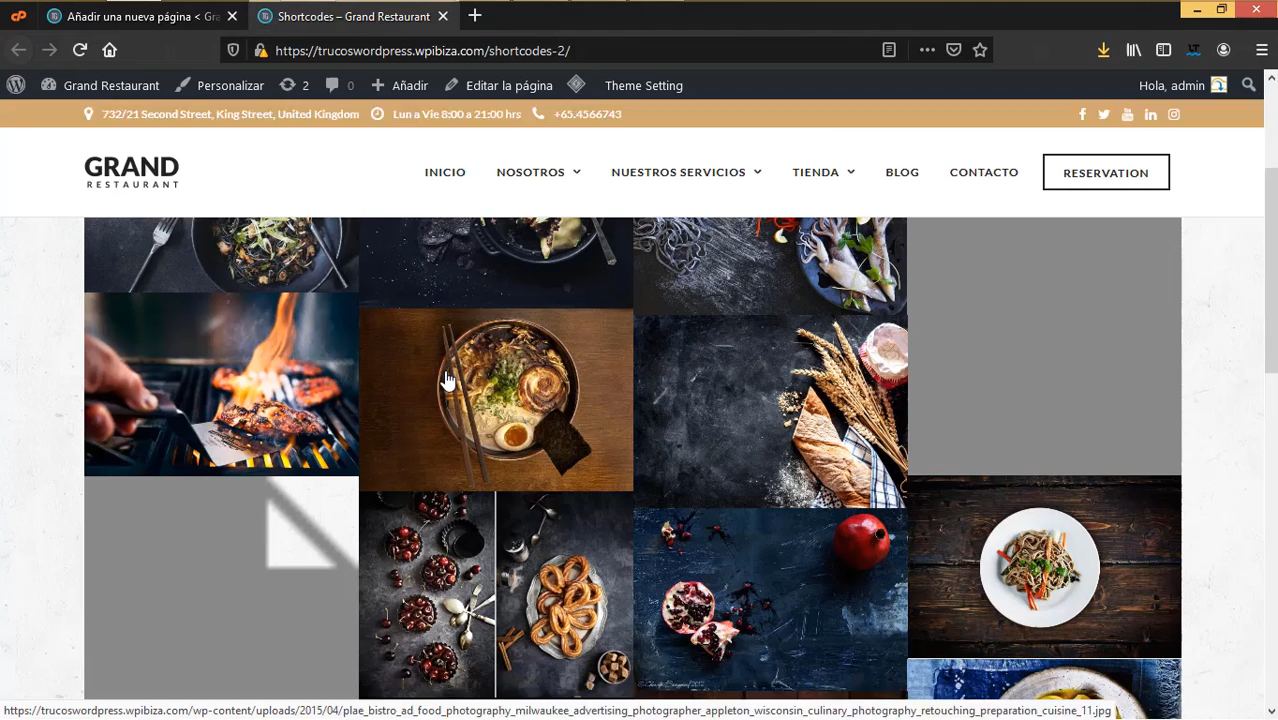 Añadir una nueva página < Gra
Shortcodes – Grand Restaurant
https://trucoswordpress.wpibiza.com/shortcodes-2/
Grand Restaurant
Personalizar
2
0
Añadir
Editar la página
Theme Setting
Hola, admin
732/21 Second Street, King Street, United Kingdom
Lun a Vie 8:00 a 21:00 hrs
+65.4566743
GRAND
RESTAURANT
INICIO
NOSOTROS
NUESTROS SERVICIOS
TIENDA
BLOG
CONTACTO
RESERVATION
https://trucoswordpress.wpibiza.com/wp-content/uploads/2015/04/plae_bistro_ad_food_photography_milwaukee_advertising_photographer_appleton_wisconsin_culinary_photography_retouching_preparation_cuisine_11.jpg